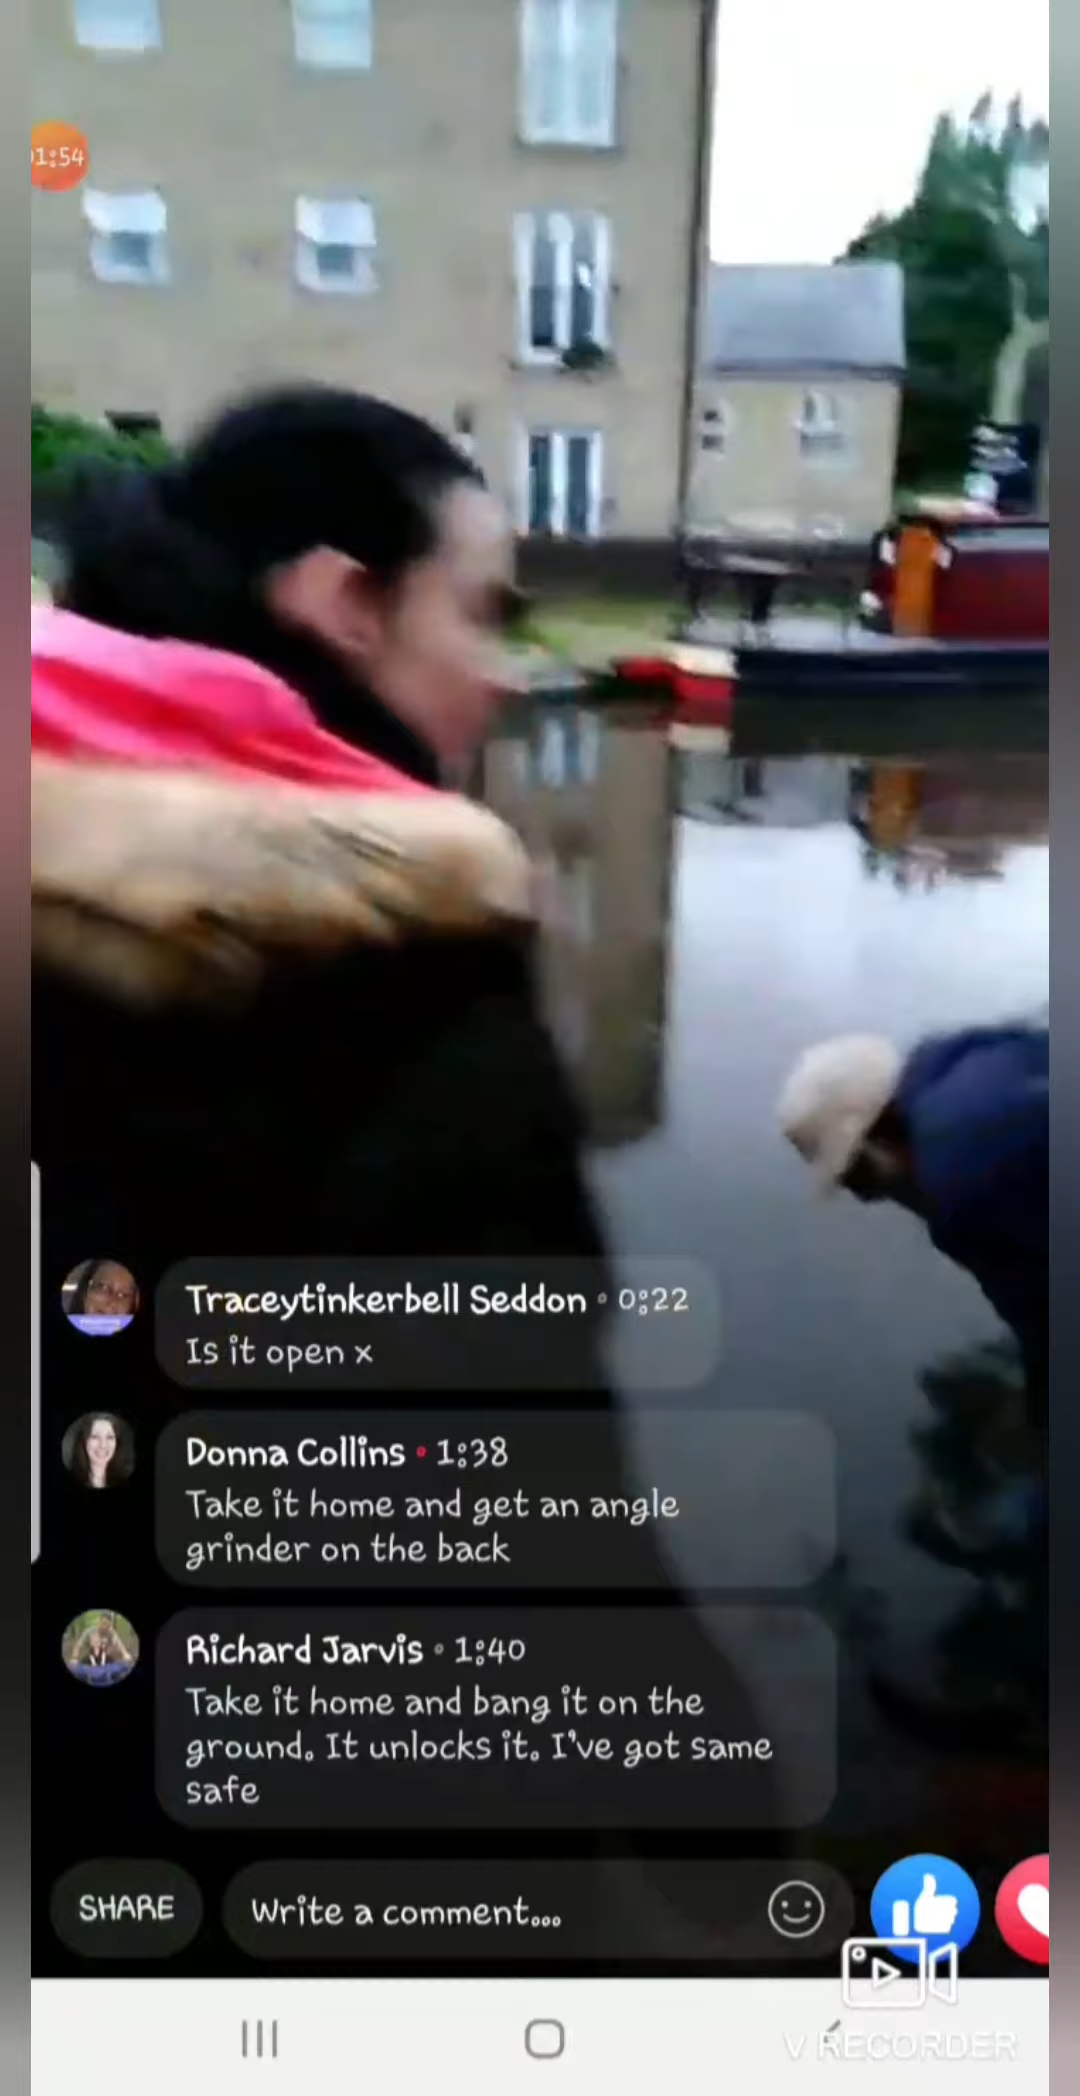 1:54
Traceytinkerbell Seddon • 0:22
Is it open x
Donna Collins • 1:38
Take it home and get an angle
grinder on the back
Richard Jarvis • 1:40
Take it home and bang it on the
ground. It unlocks it. I've got same
safe
SHARE
Write a comment...
V RECORDER